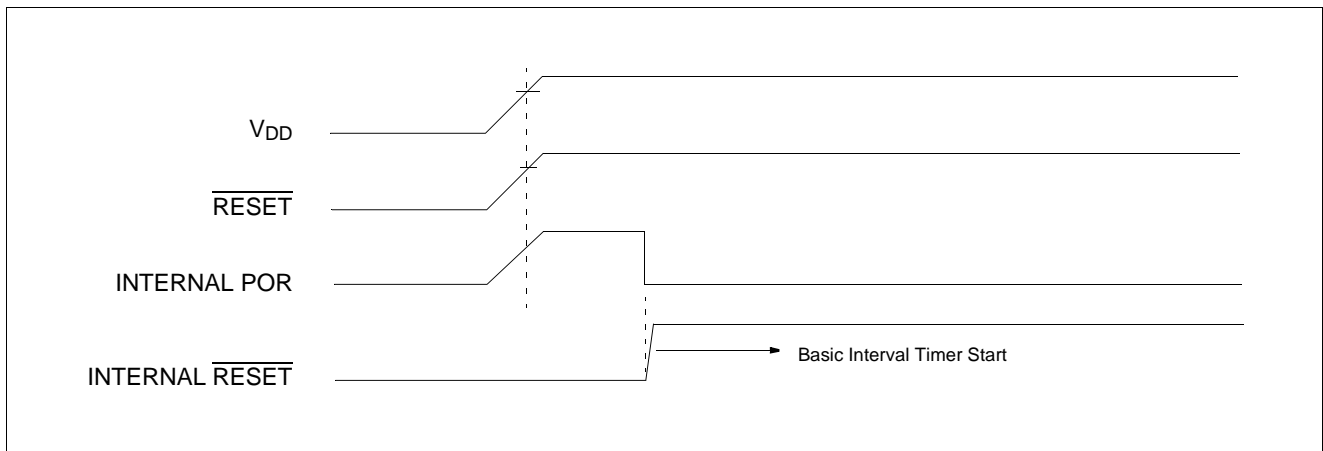 VDD
RESET
INTERNAL POR
Basic Interval Timer Start
INTERNAL RESET